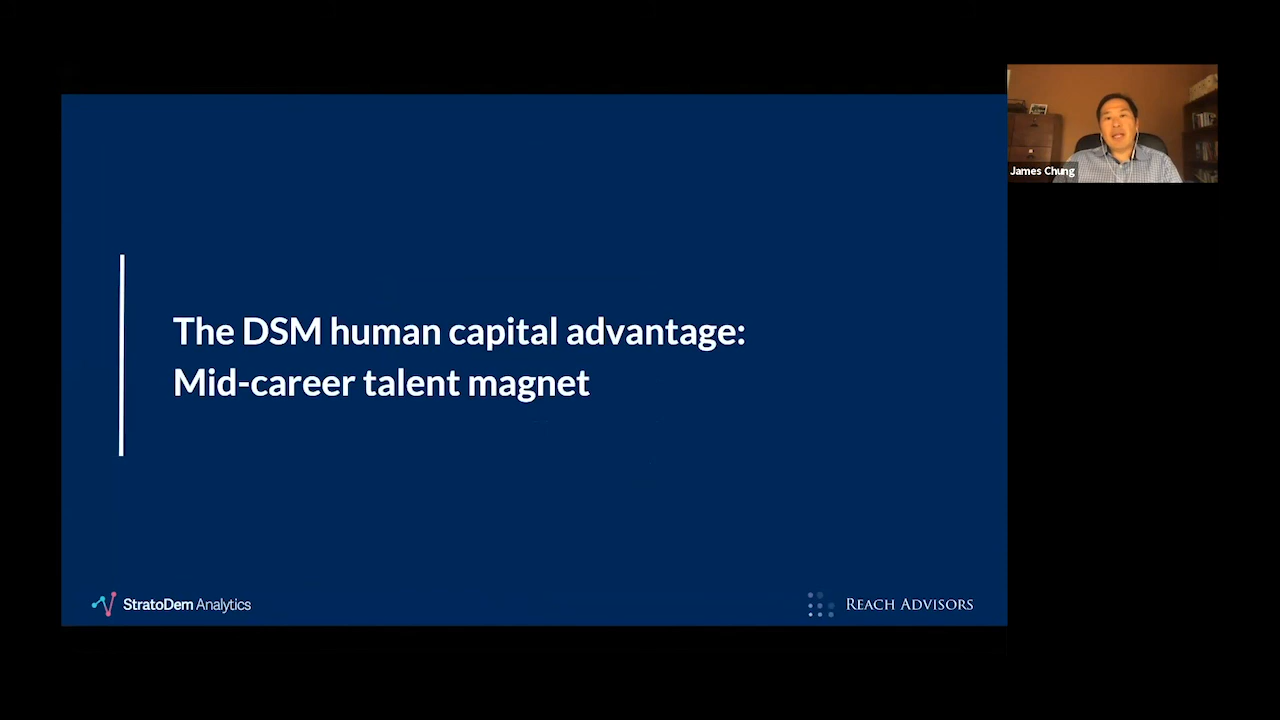 James Chung
The DSM human capital advantage:
Mid-career talent magnet
StratoDem Analytics
REACH ADVISORS